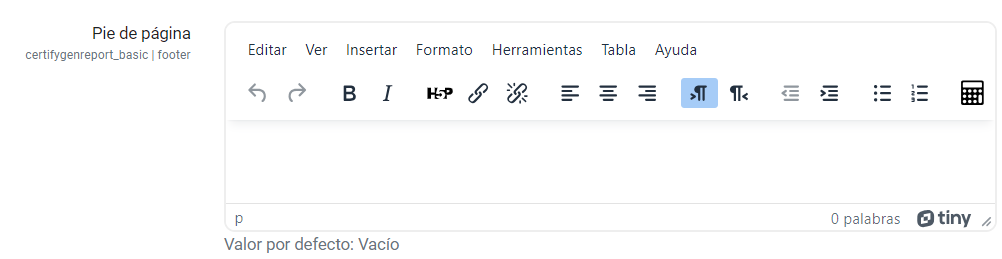 Pie de página
certifygenreport_basic | footer
Editar Ver Insertar Formato Herramientas Tabla Ayuda
B I H5P
p 0 palabras tiny
Valor por defecto: Vacío